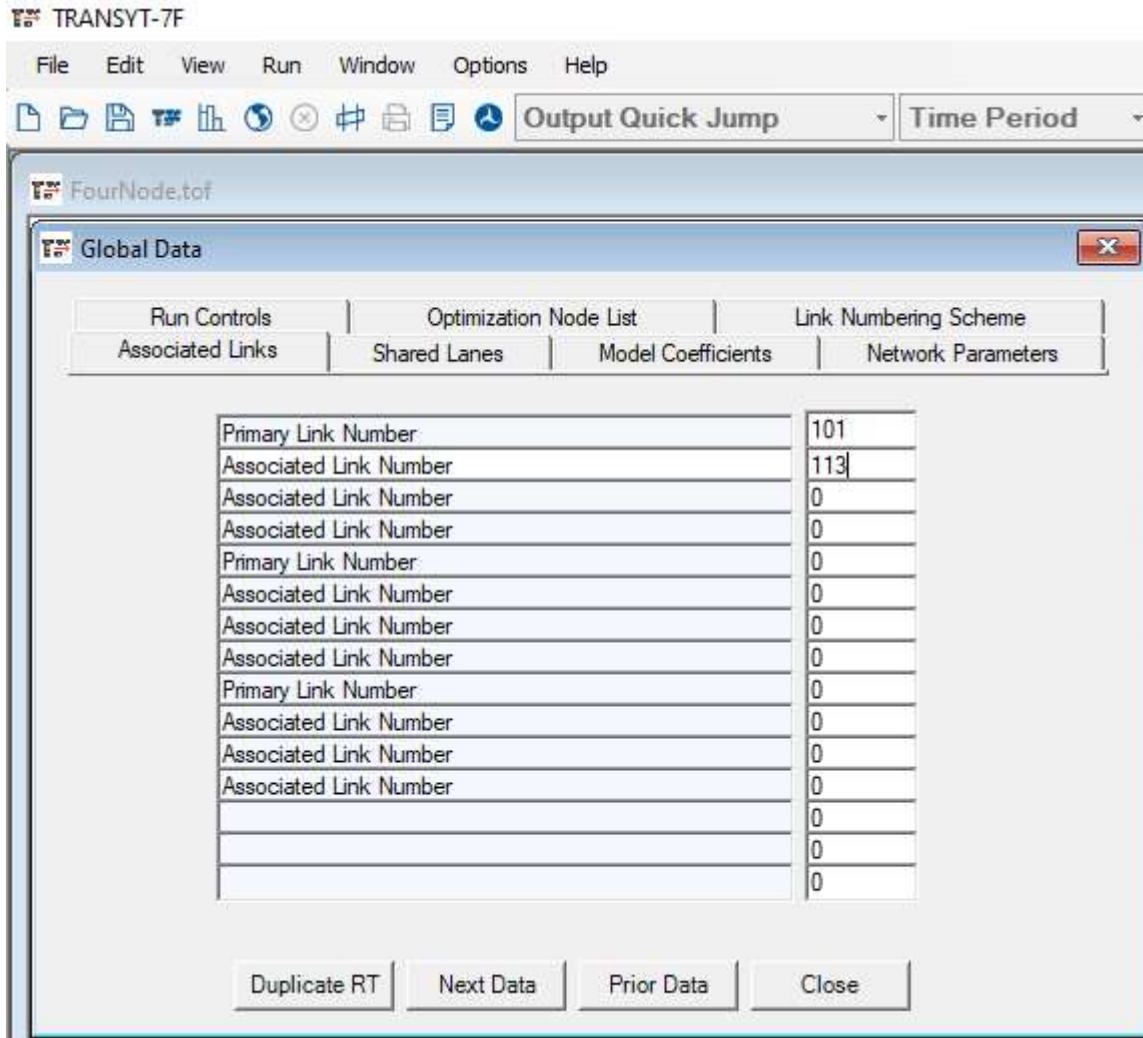 TRANSYT-7F
File Edit View Run Window Options Help
Output Quick Jump Time Period
FourNode.tof
Global Data
Run Controls Optimization Node List Link Numbering Scheme
Associated Links Shared Lanes Model Coefficients Network Parameters
Primary Link Number 101
Associated Link Number 113
Associated Link Number 0
Associated Link Number 0
Primary Link Number 0
Associated Link Number 0
Associated Link Number 0
Associated Link Number 0
Primary Link Number 0
Associated Link Number 0
Associated Link Number 0
Associated Link Number 0
0
0
0
Duplicate RT Next Data Prior Data Close